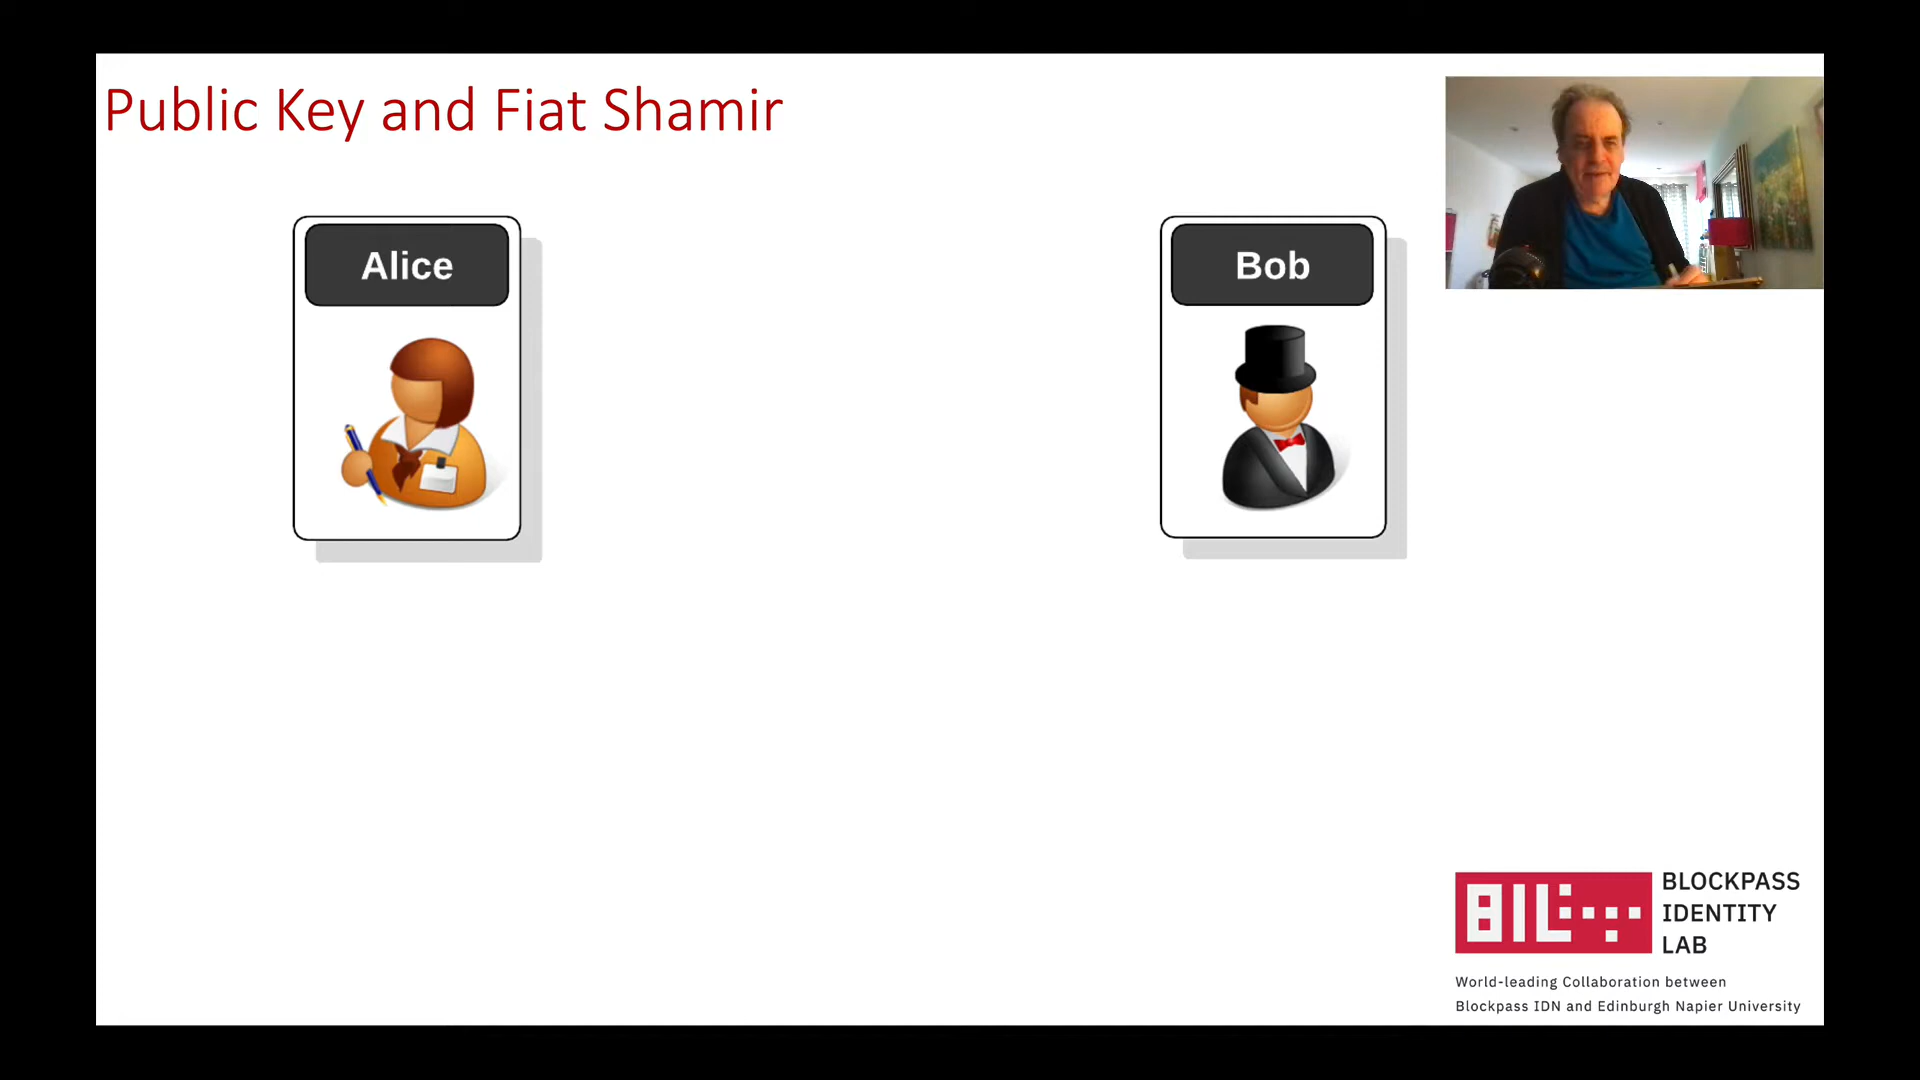 Public Key and Fiat Shamir
Alice
Bob
BIL
BLOCKPASS
IDENTITY
LAB
World-leading Collaboration between
Blockpass IDN and Edinburgh Napier University